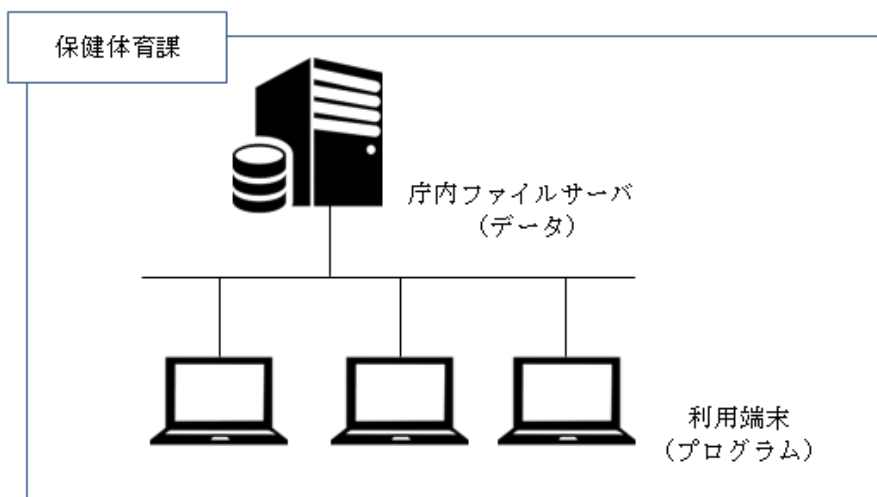 保健体育課
庁内ファイルサーバ
（データ）
利用端末
（プログラム）